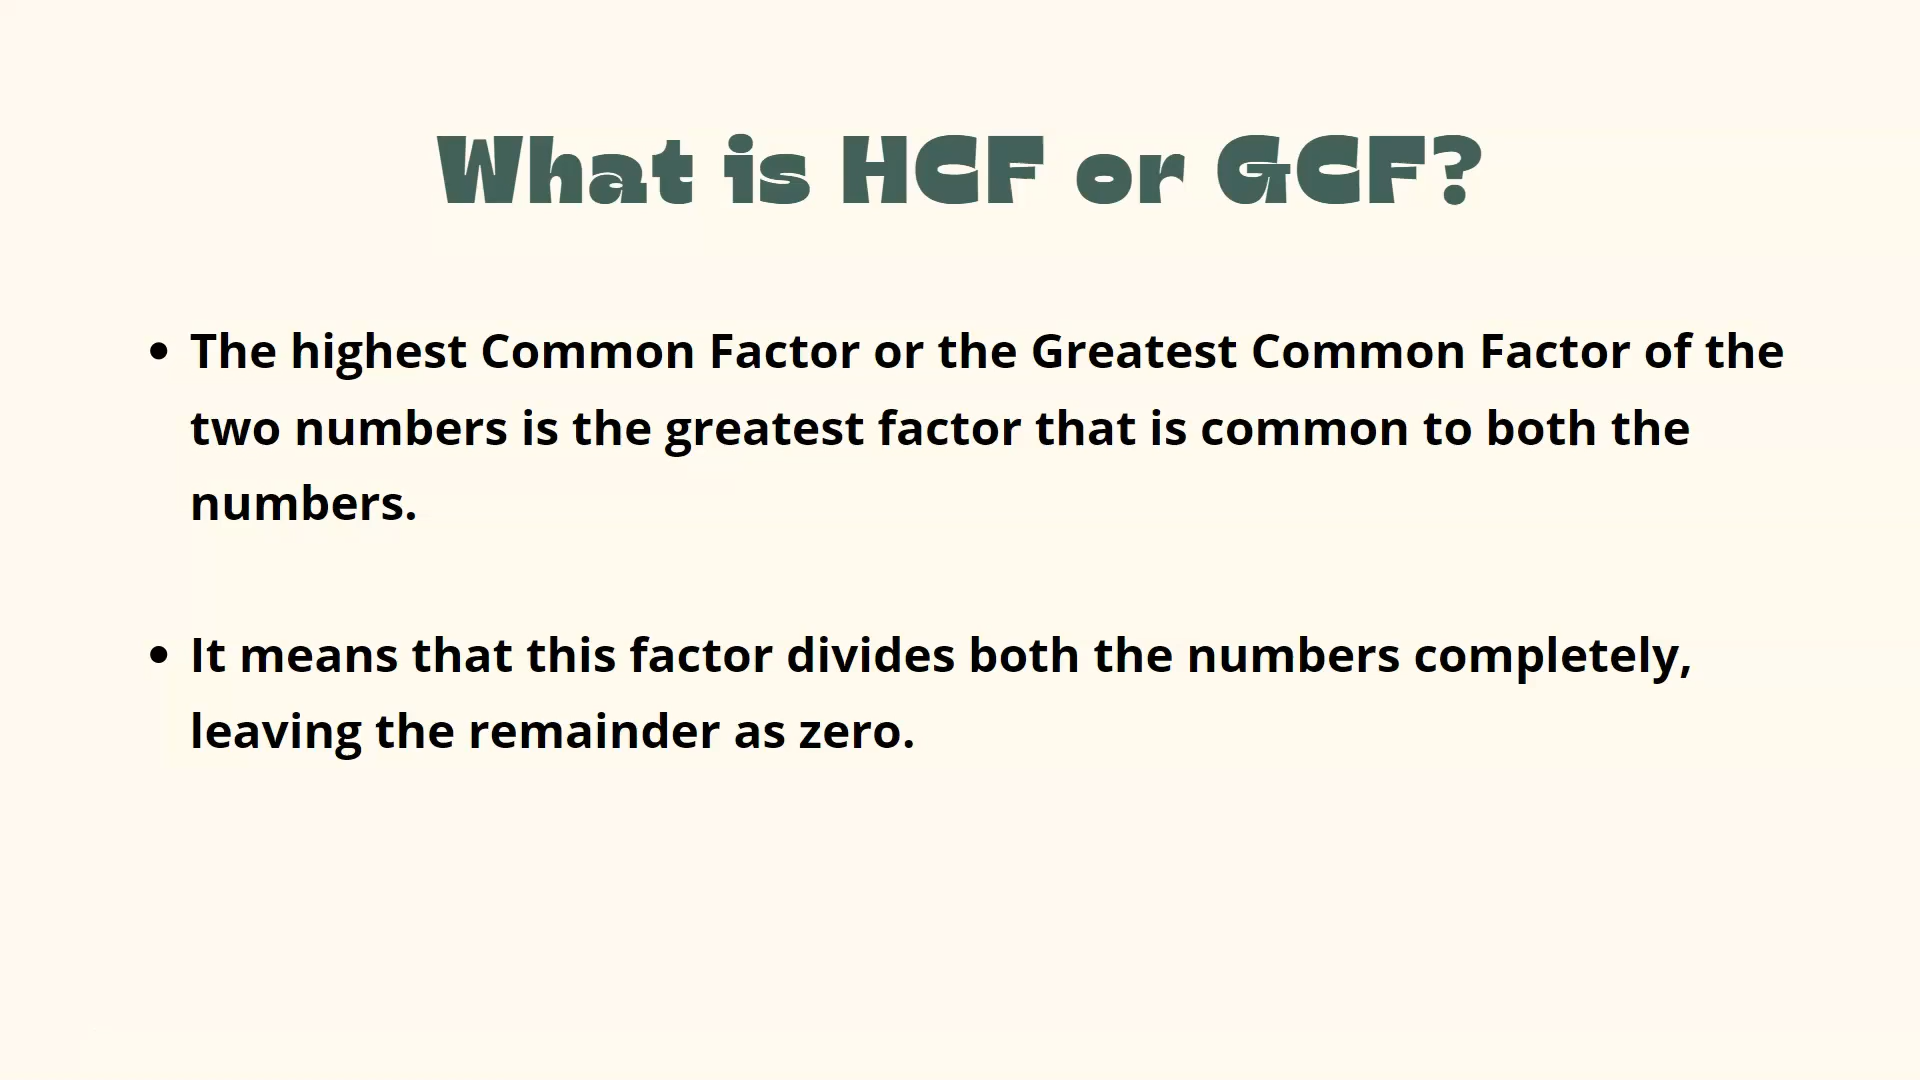 What is HCF or GCF?
• The highest Common Factor or the Greatest Common Factor of the
two numbers is the greatest factor that is common to both the
numbers.
• It means that this factor divides both the numbers completely,
leaving the remainder as zero.